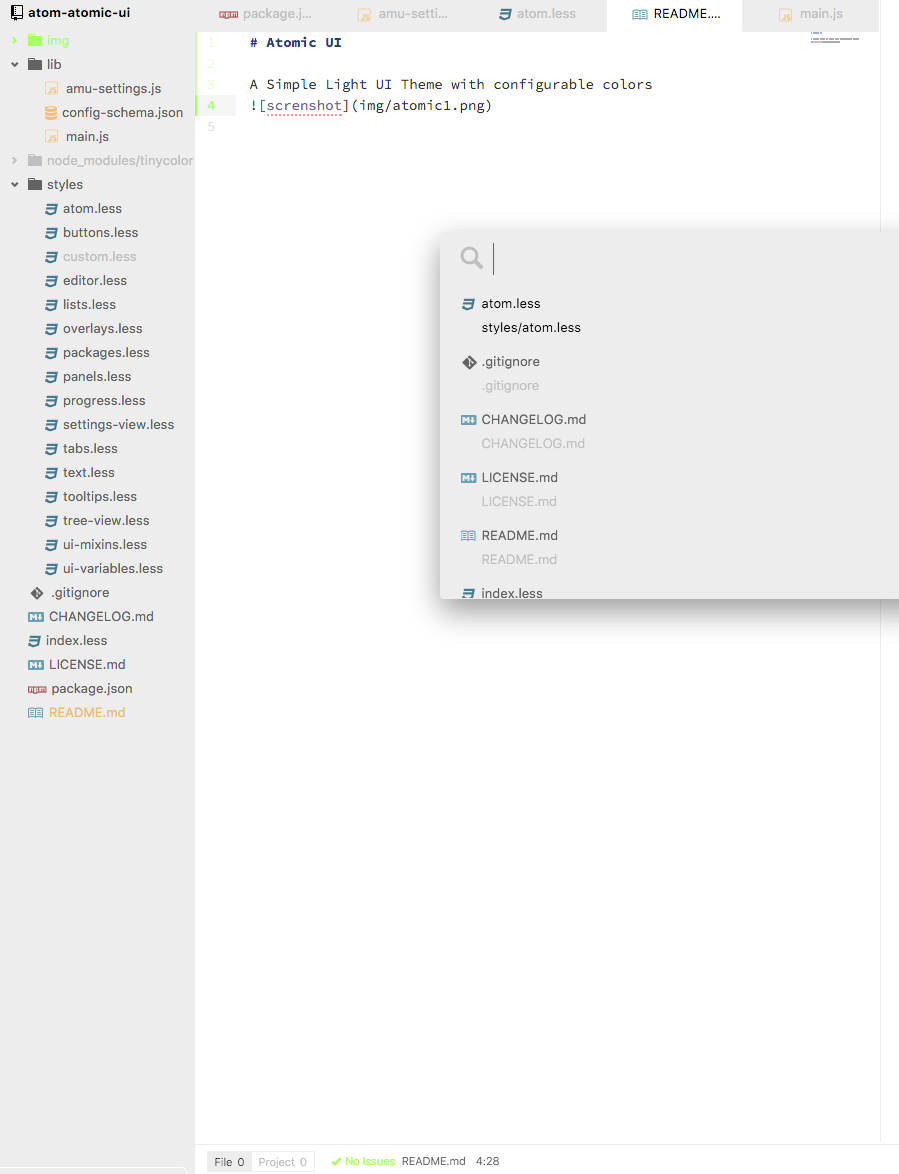 atom-atomic-ui
img
lib
amu-settings.js
config-schema.json
main.js
node_modules/tinycolor
styles
atom.less
buttons.less
custom.less
editor.less
lists.less
overlays.less
packages.less
panels.less
progress.less
settings-view.less
tabs.less
text.less
tooltips.less
tree-view.less
ui-mixins.less
ui-variables.less
.gitignore
CHANGELOG.md
index.less
LICENSE.md
package.json
README.md
package.j... amu-setti... atom.less README.... main.js
1 # Atomic UI
2
3 A Simple Light UI Theme with configurable colors
4 ![screnshot](img/atomic1.png)
5
atom.less
styles/atom.less
.gitignore
.gitignore
CHANGELOG.md
CHANGELOG.md
LICENSE.md
LICENSE.md
README.md
README.md
index.less
File 0 Project 0 No Issues README.md 4:28